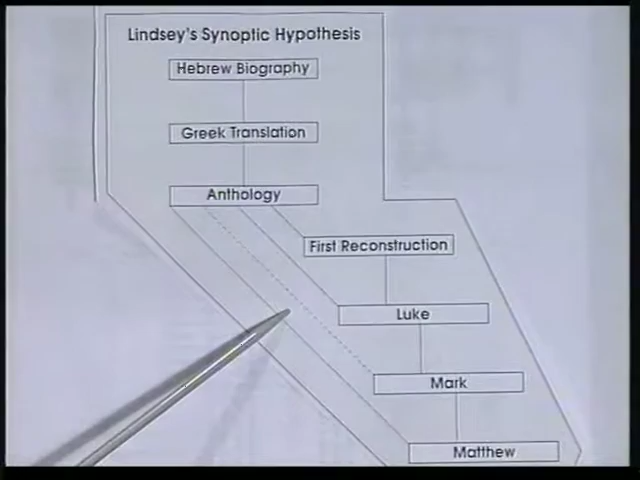 Lindsey's Synoptic Hypothesis
Hebrew Biography
Greek Translation
Anthology
First Reconstruction
Luke
Mark
Matthew